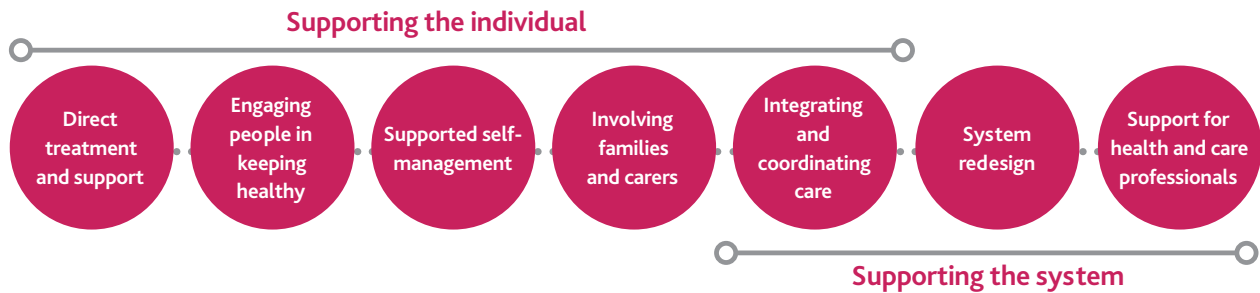 Supporting the individual
Direct
treatment
and support
Engaging
people in
keeping
healthy
Supported self-
management
Involving
families
and carers
Integrating
and
coordinating
care
System
redesign
Support for
health and care
professionals
Supporting the system